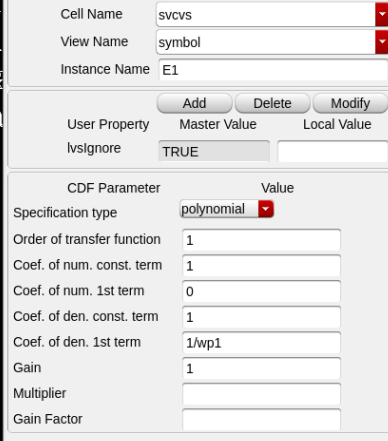 Cell Name svcvs
View Name symbol
Instance Name E1
Add Delete Modify
User Property Master Value Local Value
lvsIgnore TRUE
CDF Parameter Value
Specification type polynomial
Order of transfer function 1
Coef. of num. const. term 1
Coef. of num. 1st term 0
Coef. of den. const. term 1
Coef. of den. 1st term 1/wp1
Gain 1
Multiplier
Gain Factor